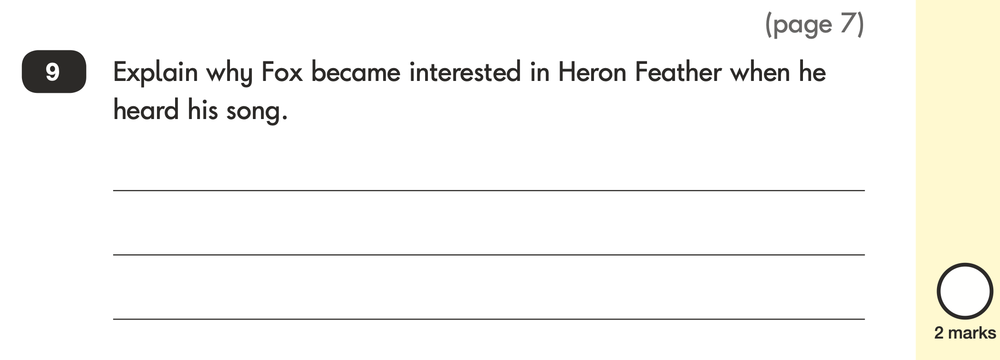 (page 7)
9 Explain why Fox became interested in Heron Feather when he
heard his song.
2 marks